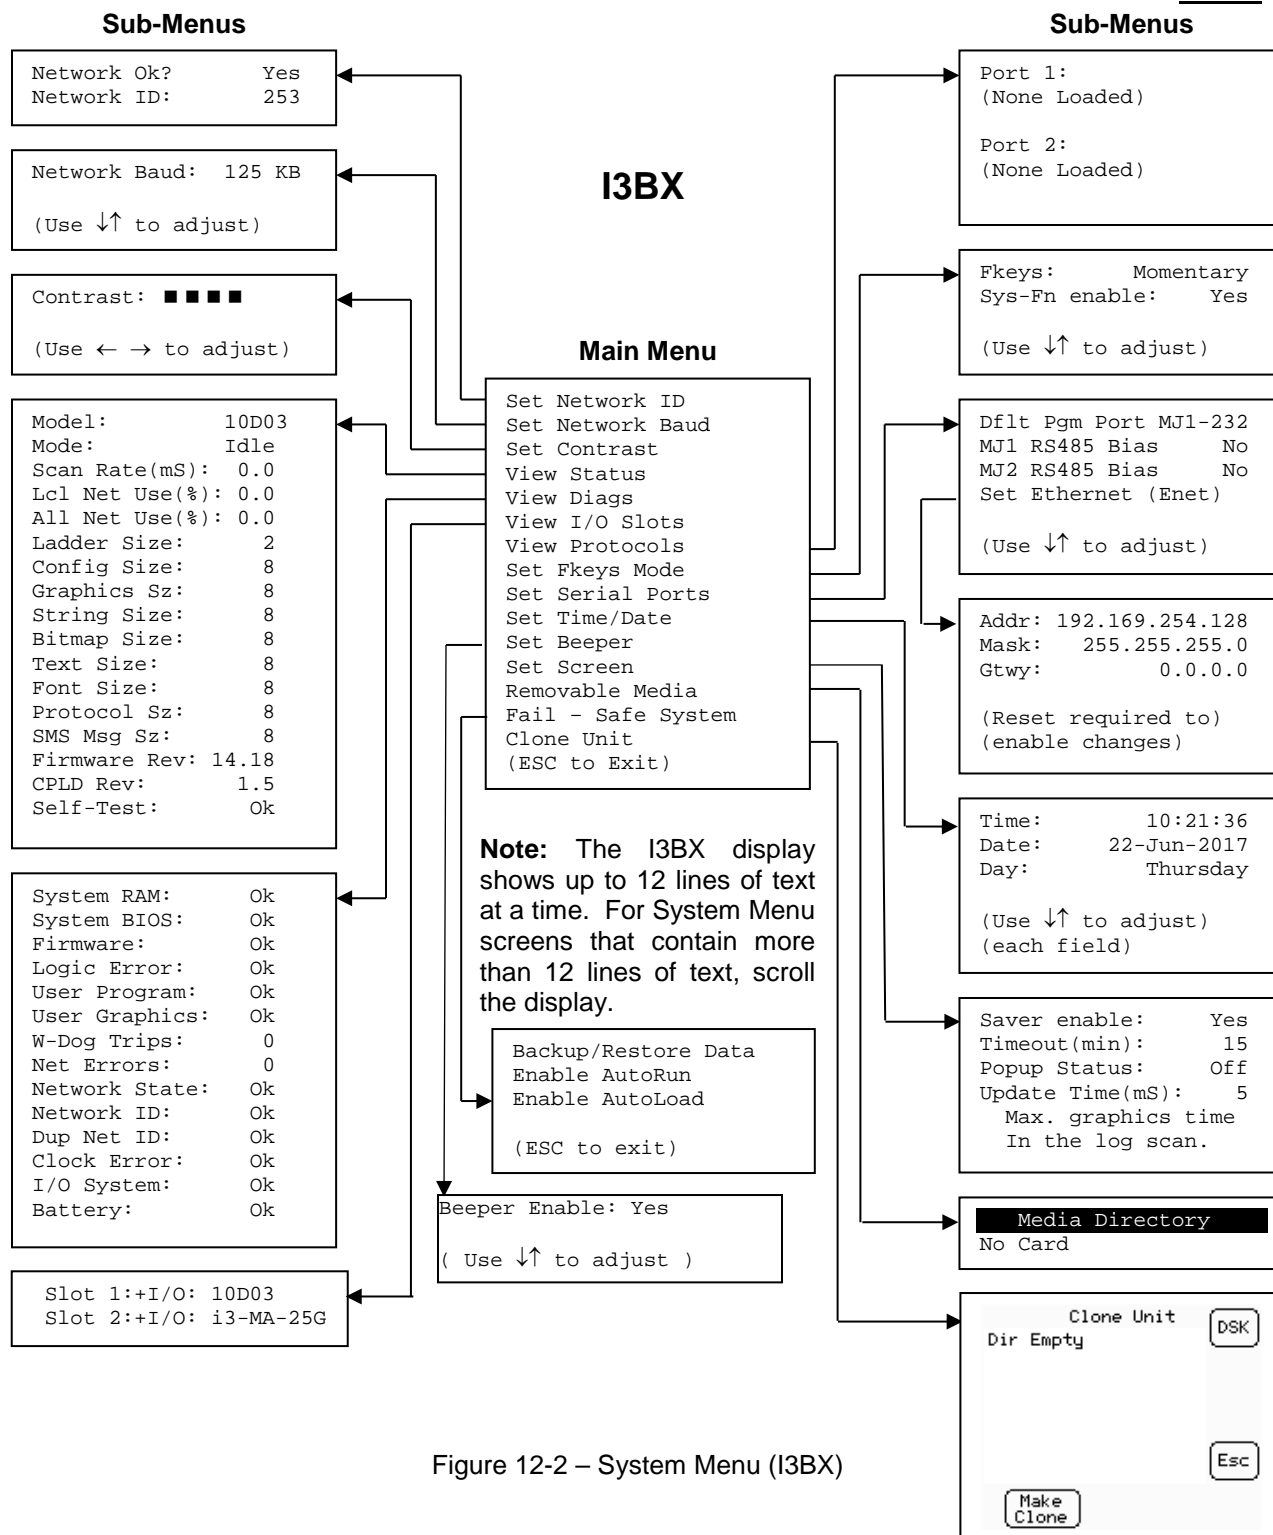 Sub-Menus
Network Ok? Yes
Network ID: 253
Network Baud: 125 KB
(Use ↓↑ to adjust)
Contrast: ■ ■ ■ ■
(Use ← → to adjust)
Model: 10D03
Mode: Idle
Scan Rate(mS): 0.0
Lcl Net Use(%): 0.0
All Net Use(%): 0.0
Ladder Size: 2
Config Size: 8
Graphics Sz: 8
String Size: 8
Bitmap Size: 8
Text Size: 8
Font Size: 8
Protocol Sz: 8
SMS Msg Sz: 8
Firmware Rev: 14.18
CPLD Rev: 1.5
Self-Test: Ok
System RAM: Ok
System BIOS: Ok
Firmware: Ok
Logic Error: Ok
User Program: Ok
User Graphics: Ok
W-Dog Trips: 0
Net Errors: 0
Network State: Ok
Network ID: Ok
Dup Net ID: Ok
Clock Error: Ok
I/O System: Ok
Battery: Ok
Slot 1:+I/O: 10D03
Slot 2:+I/O: i3-MA-25G
I3BX
Main Menu
Set Network ID
Set Network Baud
Set Contrast
View Status
View Diags
View I/O Slots
View Protocols
Set Fkeys Mode
Set Serial Ports
Set Time/Date
Set Beeper
Set Screen
Removable Media
Fail – Safe System
Clone Unit
(ESC to Exit)
Note: The I3BX display
shows up to 12 lines of text
at a time. For System Menu
screens that contain more
than 12 lines of text, scroll
the display.
Backup/Restore Data
Enable AutoRun
Enable AutoLoad
(ESC to exit)
Beeper Enable: Yes
( Use ↓↑ to adjust )
Sub-Menus
Port 1:
(None Loaded)
Port 2:
(None Loaded)
Fkeys: Momentary
Sys-Fn enable: Yes
(Use ↓↑ to adjust)
Dflt Pgm Port MJ1-232
MJ1 RS485 Bias No
MJ2 RS485 Bias No
Set Ethernet (Enet)
(Use ↓↑ to adjust)
Addr: 192.169.254.128
Mask: 255.255.255.0
Gtwy: 0.0.0.0
(Reset required to)
(enable changes)
Time: 10:21:36
Date: 22-Jun-2017
Day: Thursday
(Use ↓↑ to adjust)
(each field)
Saver enable: Yes
Timeout(min): 15
Popup Status: Off
Update Time(mS): 5
Max. graphics time
In the log scan.
Media Directory
No Card
Clone Unit
DSK
Dir Empty
Esc
Make
Clone
Figure 12-2 – System Menu (I3BX)